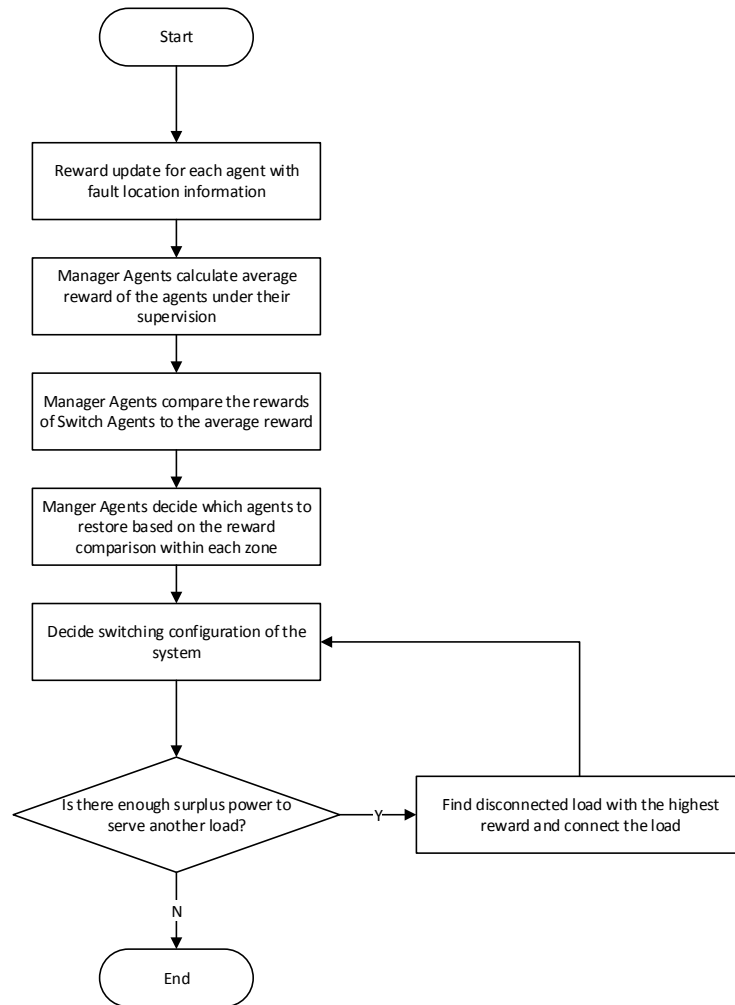 Start
Reward update for each agent with
fault location information
Manager Agents calculate average
reward of the agents under their
supervision
Manager Agents compare the rewards
of Switch Agents to the average reward
Manger Agents decide which agents to
restore based on the reward
comparison within each zone
Decide switching configuration of the
system
Is there enough surplus power to
serve another load?
Y
Find disconnected load with the highest
reward and connect the load
N
End